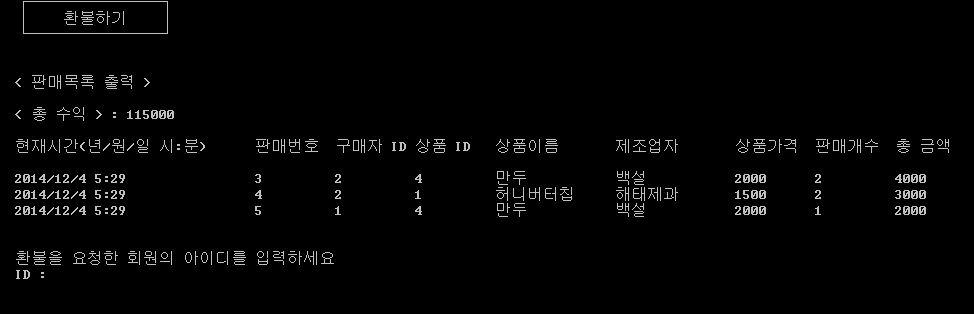 환불하기
< 판매목록 출력 >
< 총 수익 > : 115000
현재시간(년/원/일 시:분) 판매번호 구매자 ID 상품 ID 상품이름 제조업자 상품가격 판매개수 총 금액
2014/12/4 5:29 3 2 4 만두 백설 2000 2 4000
2014/12/4 5:29 4 2 1 허니버터칩 해태제과 1500 2 3000
2014/12/4 5:29 5 1 4 만두 백설 2000 1 2000
환불을 요청한 회원의 아이디를 입력하세요
ID :